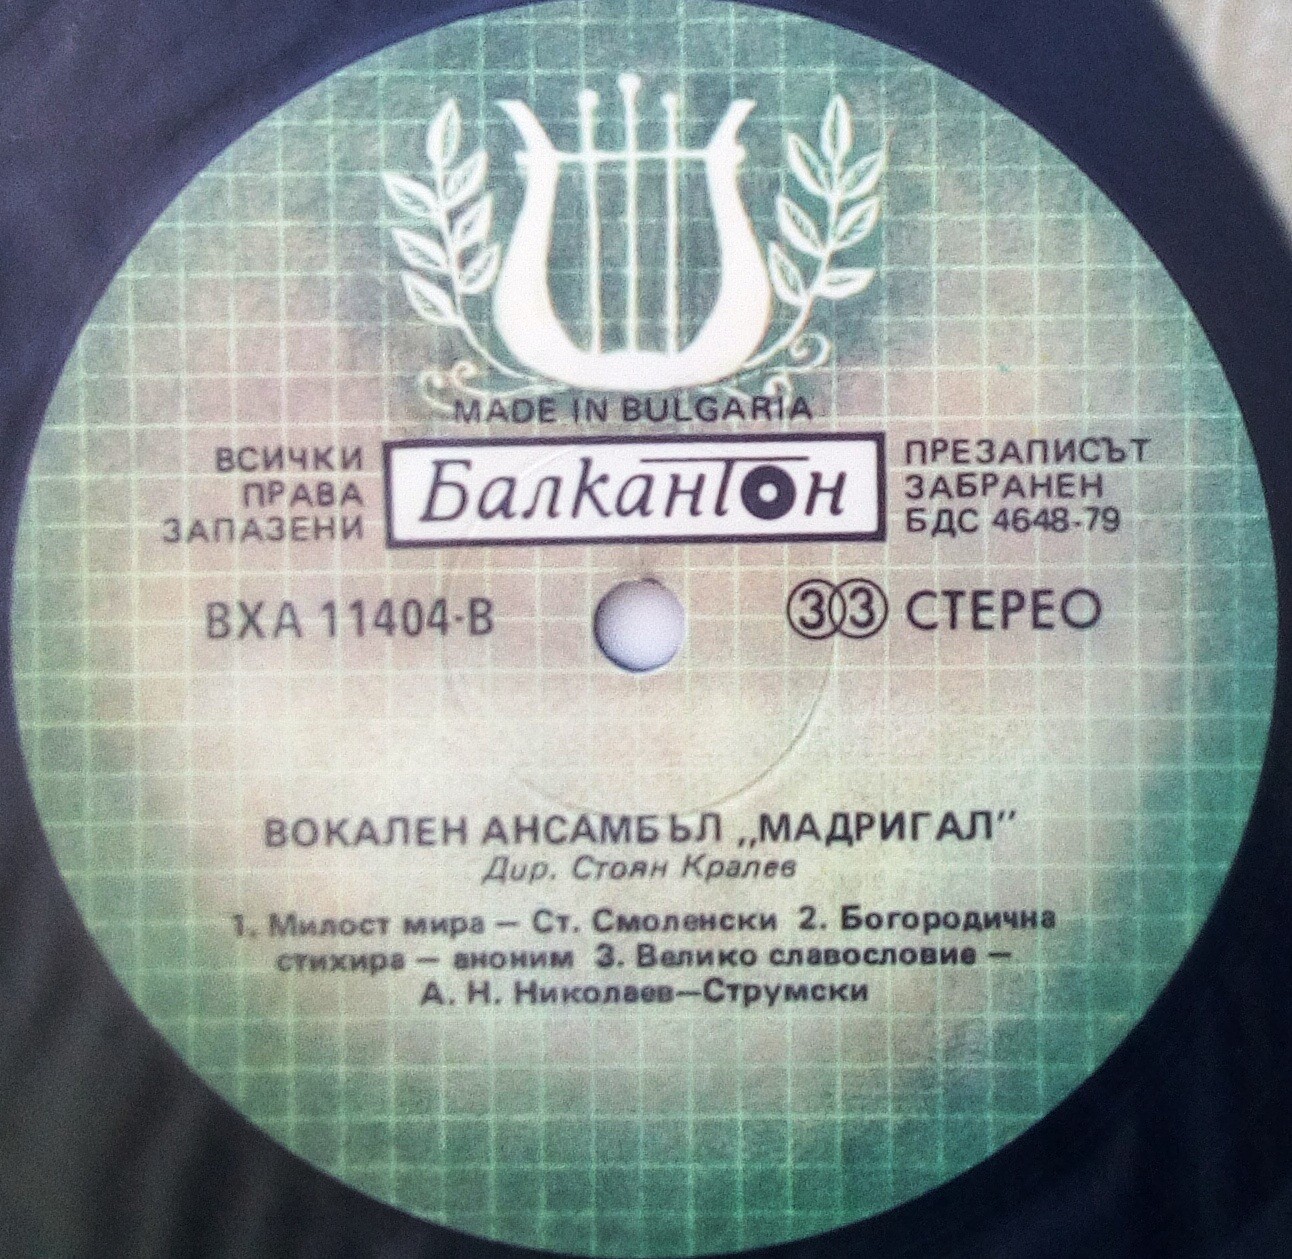 MADE IN BULGARIA
ВСИЧКИ
ПРАВА
ЗАПАЗЕНИ
Балкантон
ПРЕЗАПИСЪТ
ЗАБРАНЕН
БДС 4648-79
ВХА 11404-В
33 СТЕРЕО
ВОКАЛЕН АНСАМБЪЛ „МАДРИГАЛ”
Дир. Стоян Кралев
1. Милост мира – Ст. Смоленски 2. Богородична
стихира – аноним 3. Велико славословие –
А. Н. Николаев–Струмски